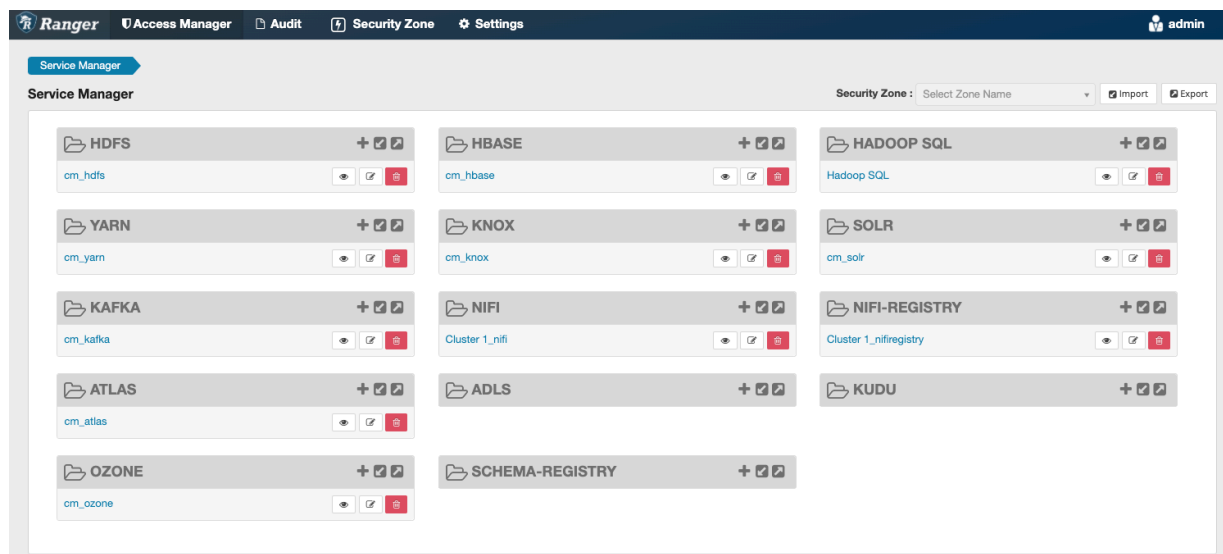 Ranger Access Manager Audit Security Zone Settings admin
Service Manager
Service Manager Security Zone : Select Zone Name Import Export
HDFS HBASE HADOOP SQL
cm_hdfs cm_hbase Hadoop SQL
YARN KNOX SOLR
cm_yarn cm_knox cm_solr
KAFKA NIFI NIFI-REGISTRY
cm_kafka Cluster 1_nifi Cluster 1_nifiregistry
ATLAS ADLS KUDU
cm_atlas
OZONE SCHEMA-REGISTRY
cm_ozone